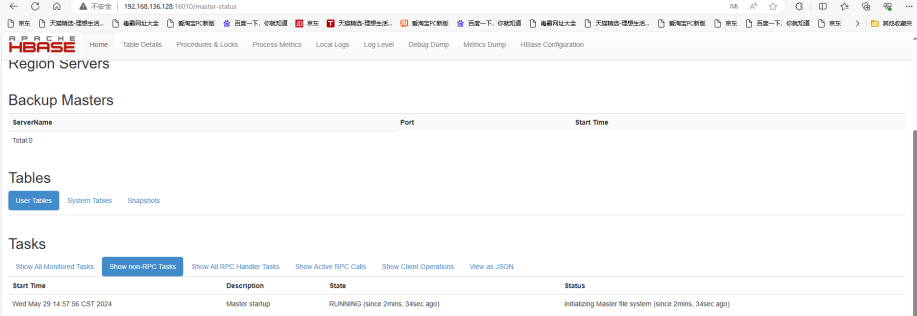 不安全 192.168.136.128:16010/master-status
京东 天猫精选-理想生活... 毒霸网址大全 爱淘宝PC新版 百度一下，你就知道 京东 天猫精选-理想生活... 爱淘宝PC新版 百度一下，你就知道 毒霸网址大全 天猫精选-理想生活... 爱淘宝PC新版 京东 百度一下，你就知道 京东 其他收藏夹
APACHE
HBASE Home Table Details Procedures & Locks Process Metrics Local Logs Log Level Debug Dump Metrics Dump HBase Configuration
Region Servers
Backup Masters
ServerName Port Start Time
Total:0
Tables
User Tables System Tables Snapshots
Tasks
Show All Monitored Tasks Show non-RPC Tasks Show All RPC Handler Tasks Show Active RPC Calls Show Client Operations View as JSON
Start Time Description State Status
Wed May 29 14:57:56 CST 2024 Master startup RUNNING (since 2mins, 34sec ago) Initializing Master file system (since 2mins, 34sec ago)